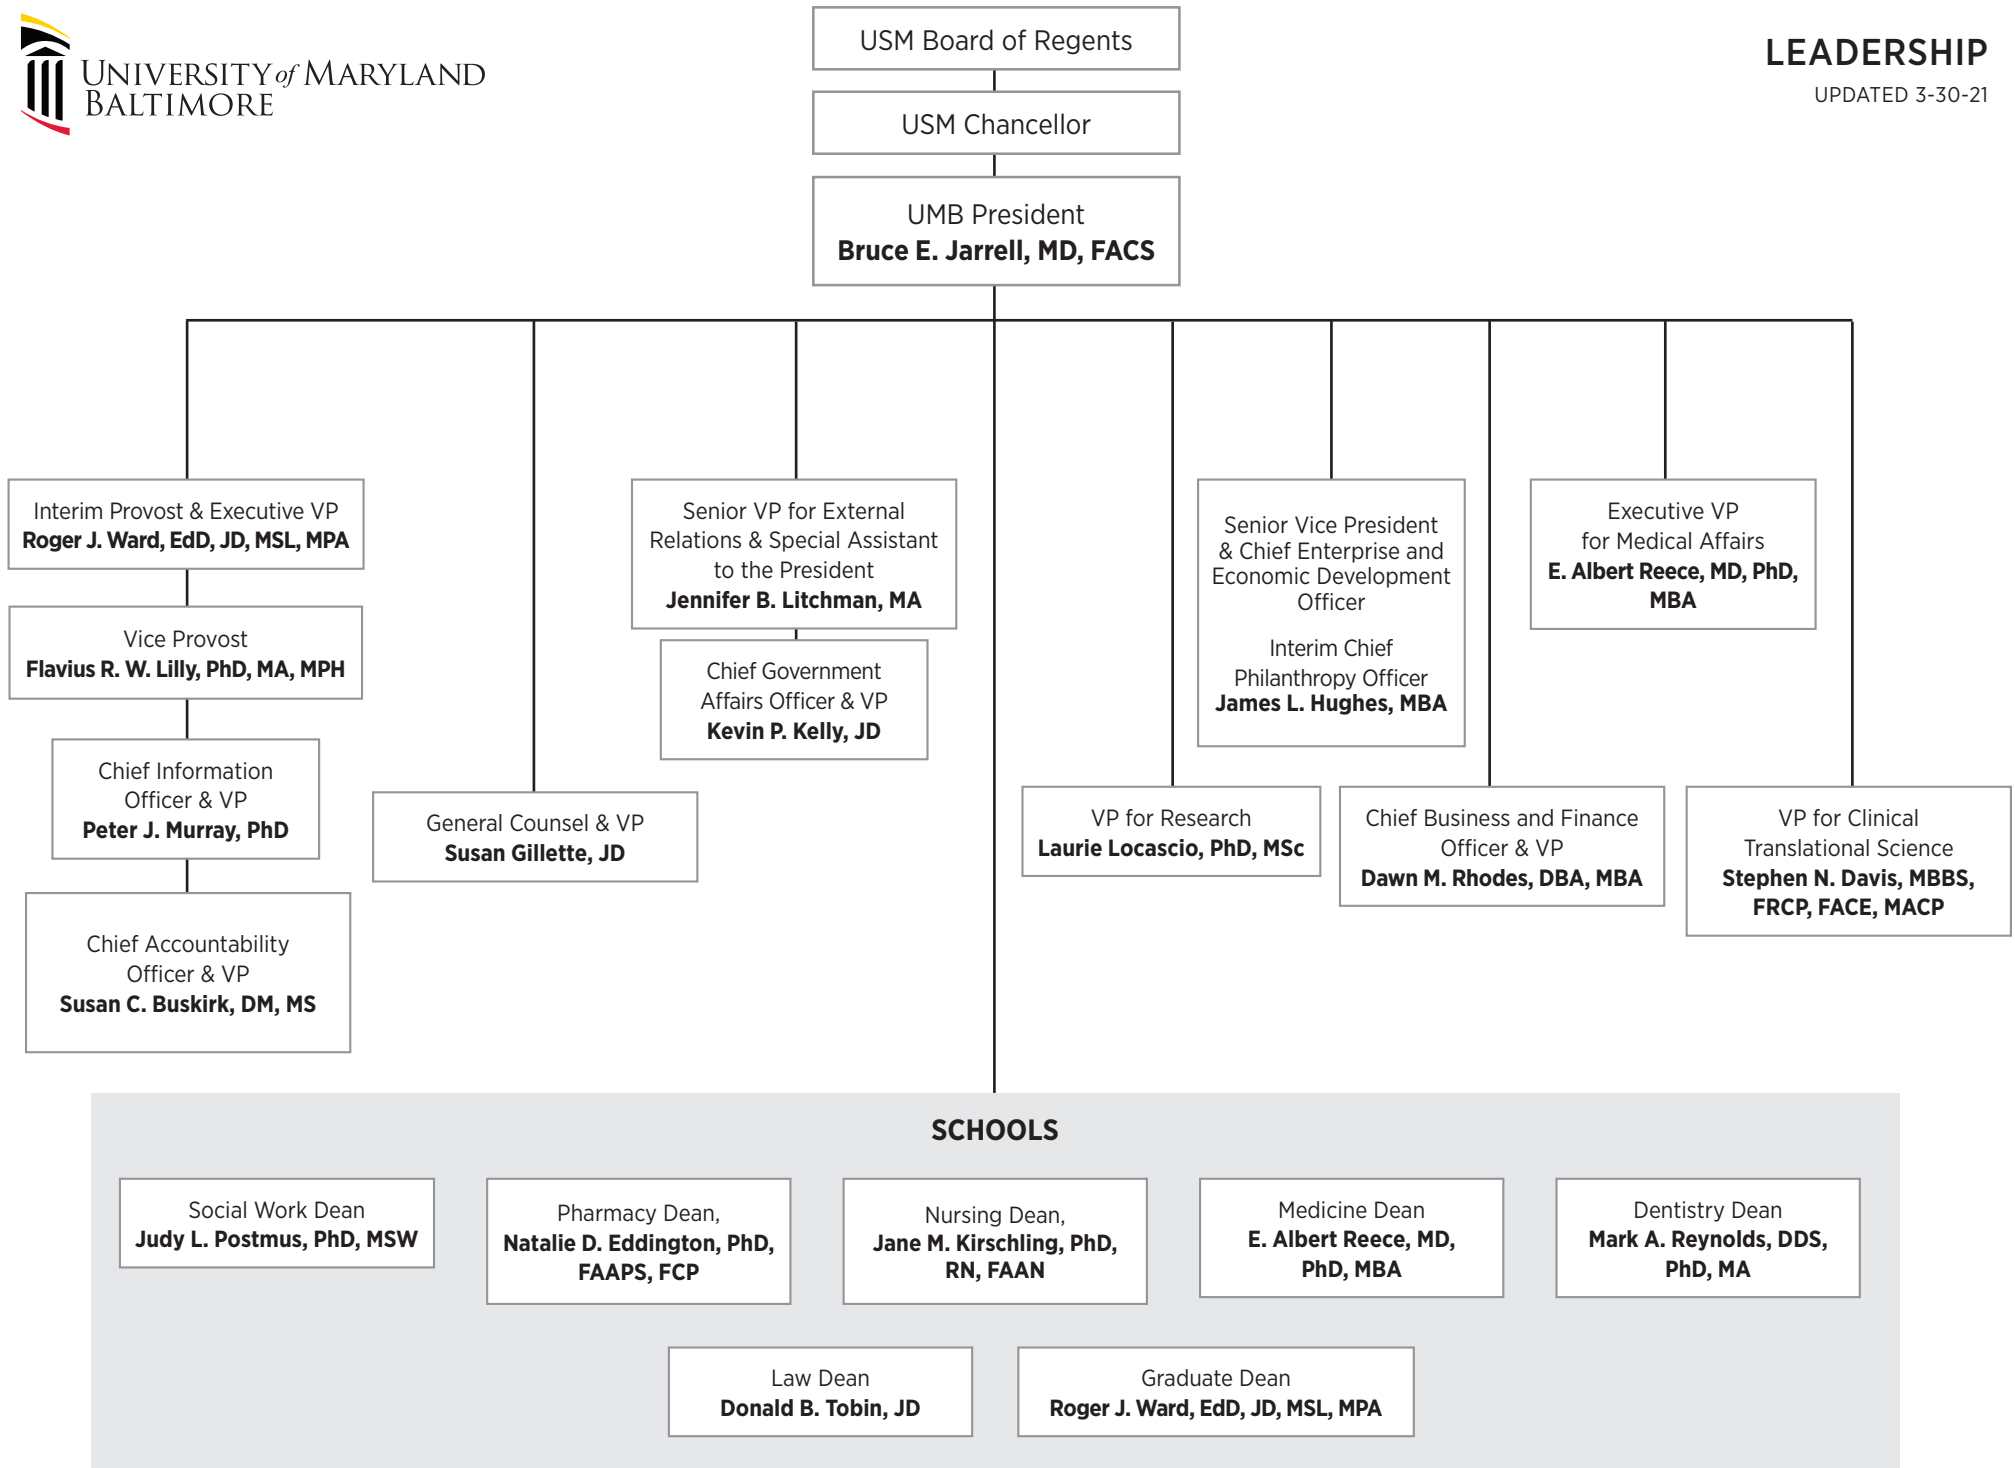 UNIVERSITY of MARYLAND
BALTIMORE
LEADERSHIP
UPDATED 3-30-21
USM Board of Regents
USM Chancellor
UMB President
Bruce E. Jarrell, MD, FACS
Interim Provost & Executive VP
Roger J. Ward, EdD, JD, MSL, MPA
Vice Provost
Flavius R. W. Lilly, PhD, MA, MPH
Chief Information
Officer & VP
Peter J. Murray, PhD
Chief Accountability
Officer & VP
Susan C. Buskirk, DM, MS
General Counsel & VP
Susan Gillette, JD
Senior VP for External
Relations & Special Assistant
to the President
Jennifer B. Litchman, MA
Chief Government
Affairs Officer & VP
Kevin P. Kelly, JD
VP for Research
Laurie Locascio, PhD, MSc
Senior Vice President
& Chief Enterprise and
Economic Development
Officer
Interim Chief
Philanthropy Officer
James L. Hughes, MBA
Chief Business and Finance
Officer & VP
Dawn M. Rhodes, DBA, MBA
Executive VP
for Medical Affairs
E. Albert Reece, MD, PhD,
MBA
VP for Clinical
Translational Science
Stephen N. Davis, MBBS,
FRCP, FACE, MACP
SCHOOLS
Social Work Dean
Judy L. Postmus, PhD, MSW
Pharmacy Dean,
Natalie D. Eddington, PhD,
FAAPS, FCP
Nursing Dean,
Jane M. Kirschling, PhD,
RN, FAAN
Medicine Dean
E. Albert Reece, MD,
PhD, MBA
Dentistry Dean
Mark A. Reynolds, DDS,
PhD, MA
Law Dean
Donald B. Tobin, JD
Graduate Dean
Roger J. Ward, EdD, JD, MSL, MPA